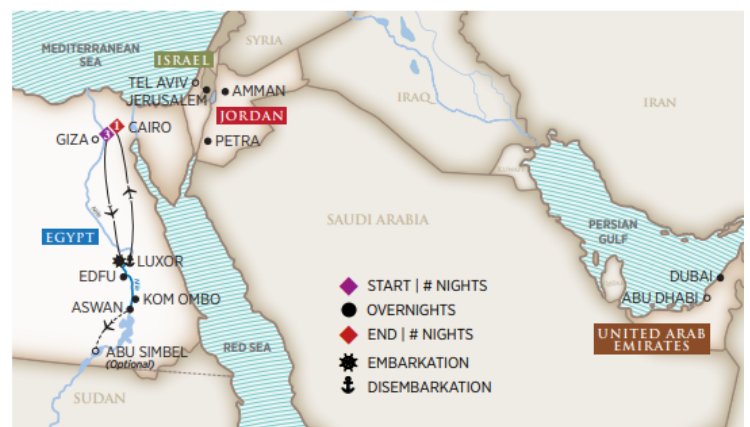 SYRIA
MEDITERRANEAN
SEA
ISRAEL
TEL AVIV
JERUSALEM
AMMAN
IRAQ
IRAN
JORDAN
3
1
CAIRO
GIZA
PETRA
KUWAIT
SAUDI ARABIA
PERSIAN
GULF
EGYPT
LUXOR
EDFU
KOM OMBO
ASWAN
DUBAI
ABU DHABI
START | # NIGHTS
OVERNIGHTS
END | # NIGHTS
EMBARKATION
DISEMBARKATION
UNITED ARAB
EMIRATES
RED SEA
ABU SIMBEL
(Optional)
SUDAN